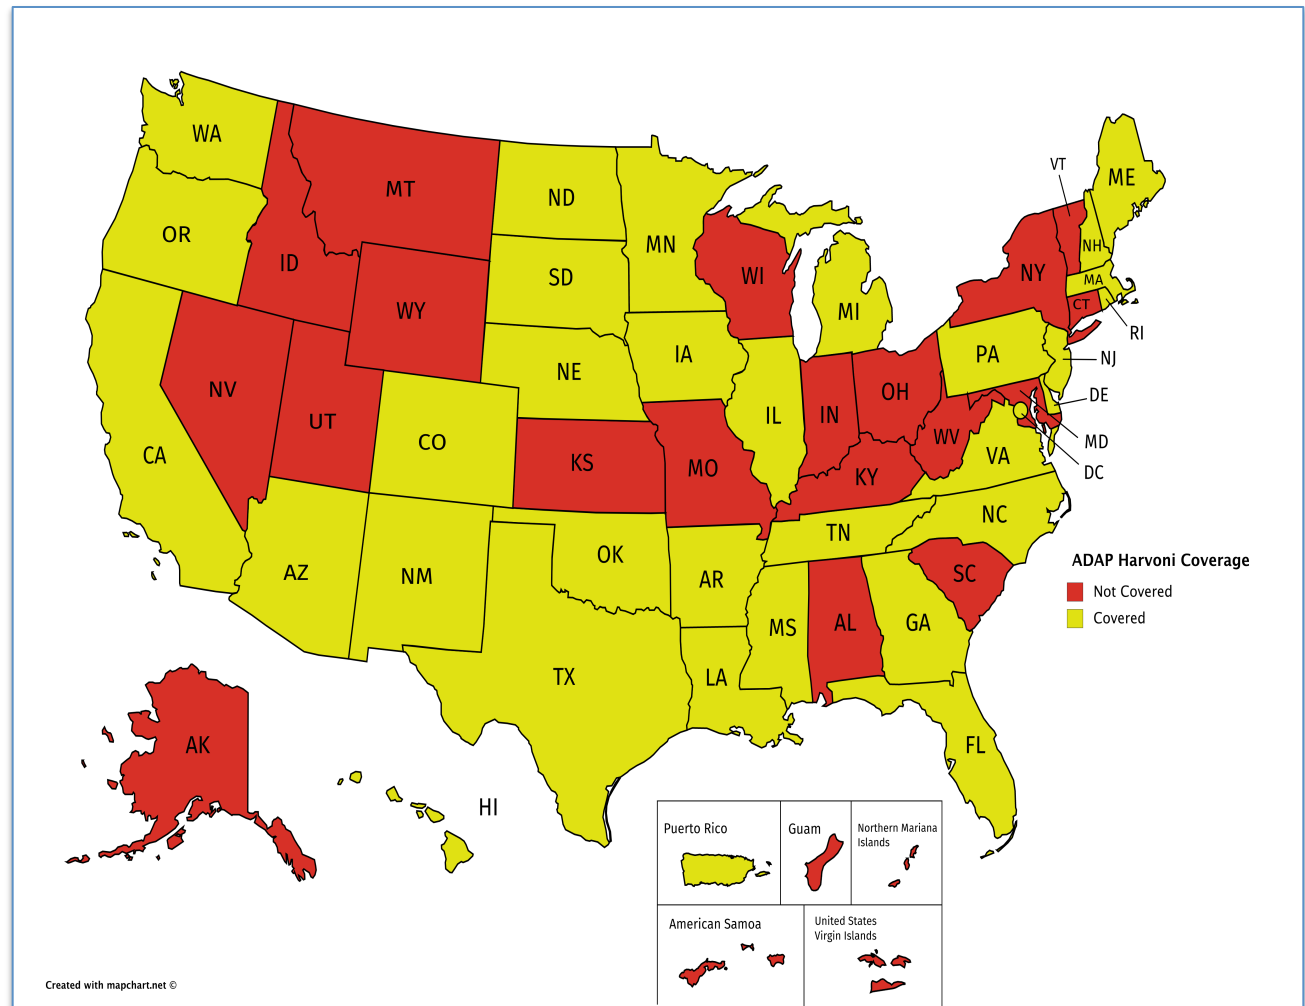 VT
ME
WA
MT
ND
OR
MN
NH
ID
SD
WI
NY
MA
WY
MI
CT
RI
IA
PA
NJ
NE
NV
OH
DE
UT
IL
IN
CO
WV
MD
CA
KS
MO
VA
DC
KY
NC
TN
OK
AZ
NM
AR
SC
ADAP Harvoni Coverage
Not Covered
Covered
MS
AL
GA
TX
LA
AK
FL
HI
Puerto Rico
Guam
Northern Mariana
Islands
American Samoa
United States
Virgin Islands
Created with mapchart.net ©